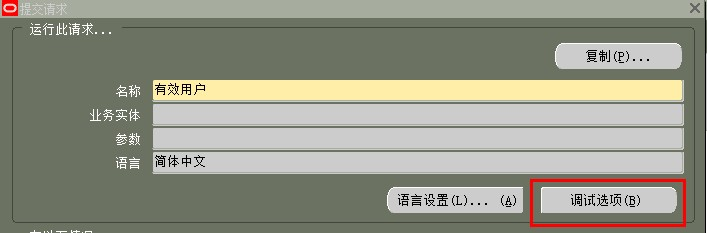 提交请求
运行此请求...
复制(P)...
名称 有效用户
业务实体
参数
语言 简体中文
语言设置(L)... (A) 调试选项(B)